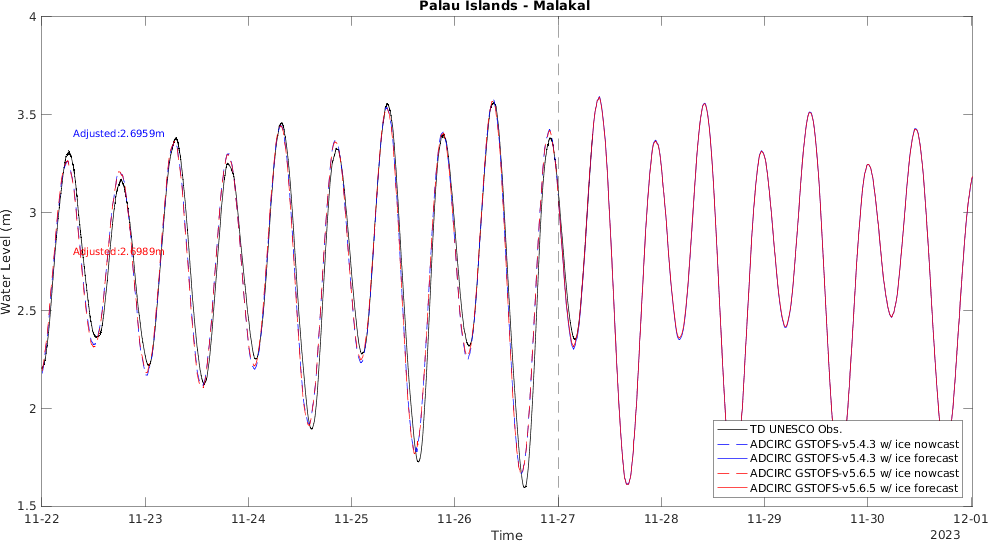 Palau Islands - Malakal
4
3.5
3
2.5
2
1.5
Water Level (m)
Adjusted:2.6959m
Adjusted:2.6989m
TD UNESCO Obs.
ADCIRC GSTOFS-v5.4.3 w/ ice nowcast
ADCIRC GSTOFS-v5.4.3 w/ ice forecast
ADCIRC GSTOFS-v5.6.5 w/ ice nowcast
ADCIRC GSTOFS-v5.6.5 w/ ice forecast
11-22 11-23 11-24 11-25 11-26 11-27 11-28 11-29 11-30 12-01
Time
2023